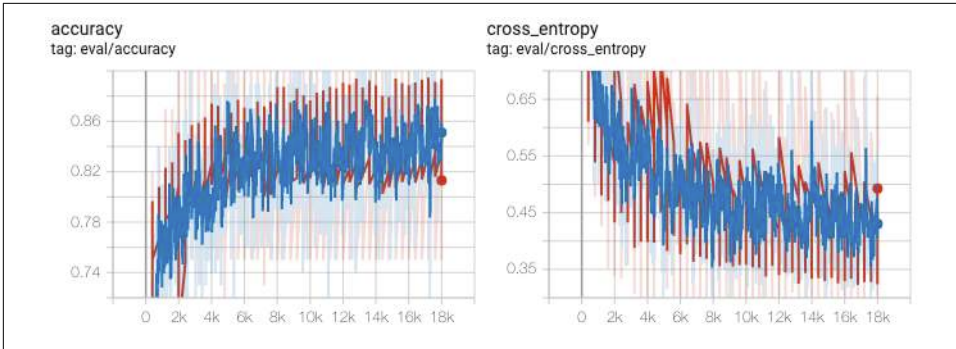 accuracy
tag: eval/accuracy
0.86
0.82
0.78
0.74
0 2k 4k 6k 8k 10k 12k 14k 16k 18k
cross_entropy
tag: eval/cross_entropy
0.65
0.55
0.45
0.35
0 2k 4k 6k 8k 10k 12k 14k 16k 18k